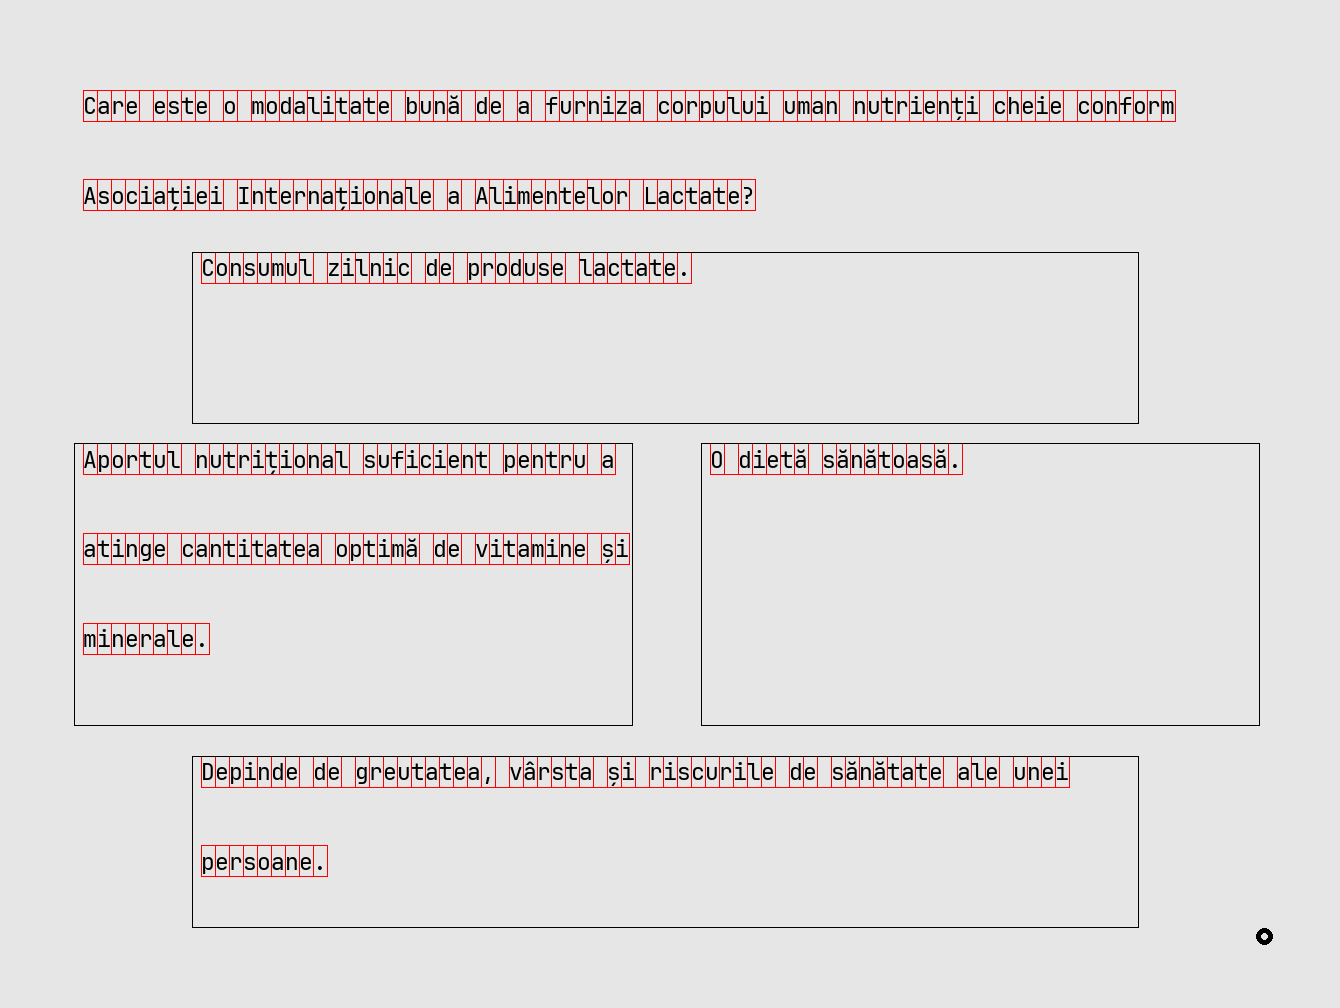 Care este o modalitate bună de a furniza corpului uman nutrienți cheie conform
Asociației Internaționale a Alimentelor Lactate?
Consumul zilnic de produse lactate.
Aportul nutrițional suficient pentru a
atinge cantitatea optimă de vitamine și
minerale.
O dietă sănătoasă.
Depinde de greutatea, vârsta și riscurile de sănătate ale unei
persoane.